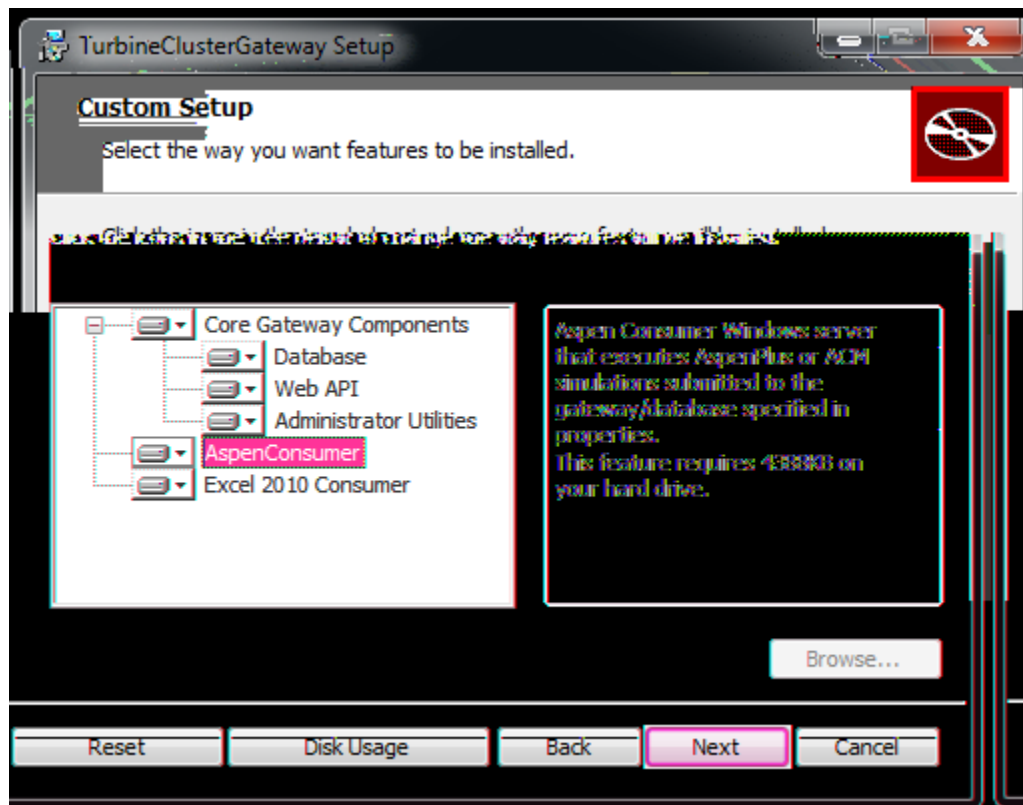 TurbineClusterGateway Setup
Custom Setup
Select the way you want features to be installed.
Core Gateway Components
Database
Web API
Administrator Utilities
AspenConsumer
Excel 2010 Consumer
Aspen Consumer Windows server
that executes AspenPlus or ACM
simulations submitted to the
gateway/database specified in
properties.
This feature requires on
your hard drive.
Browse...
Reset
Disk Usage
Back
Next
Cancel